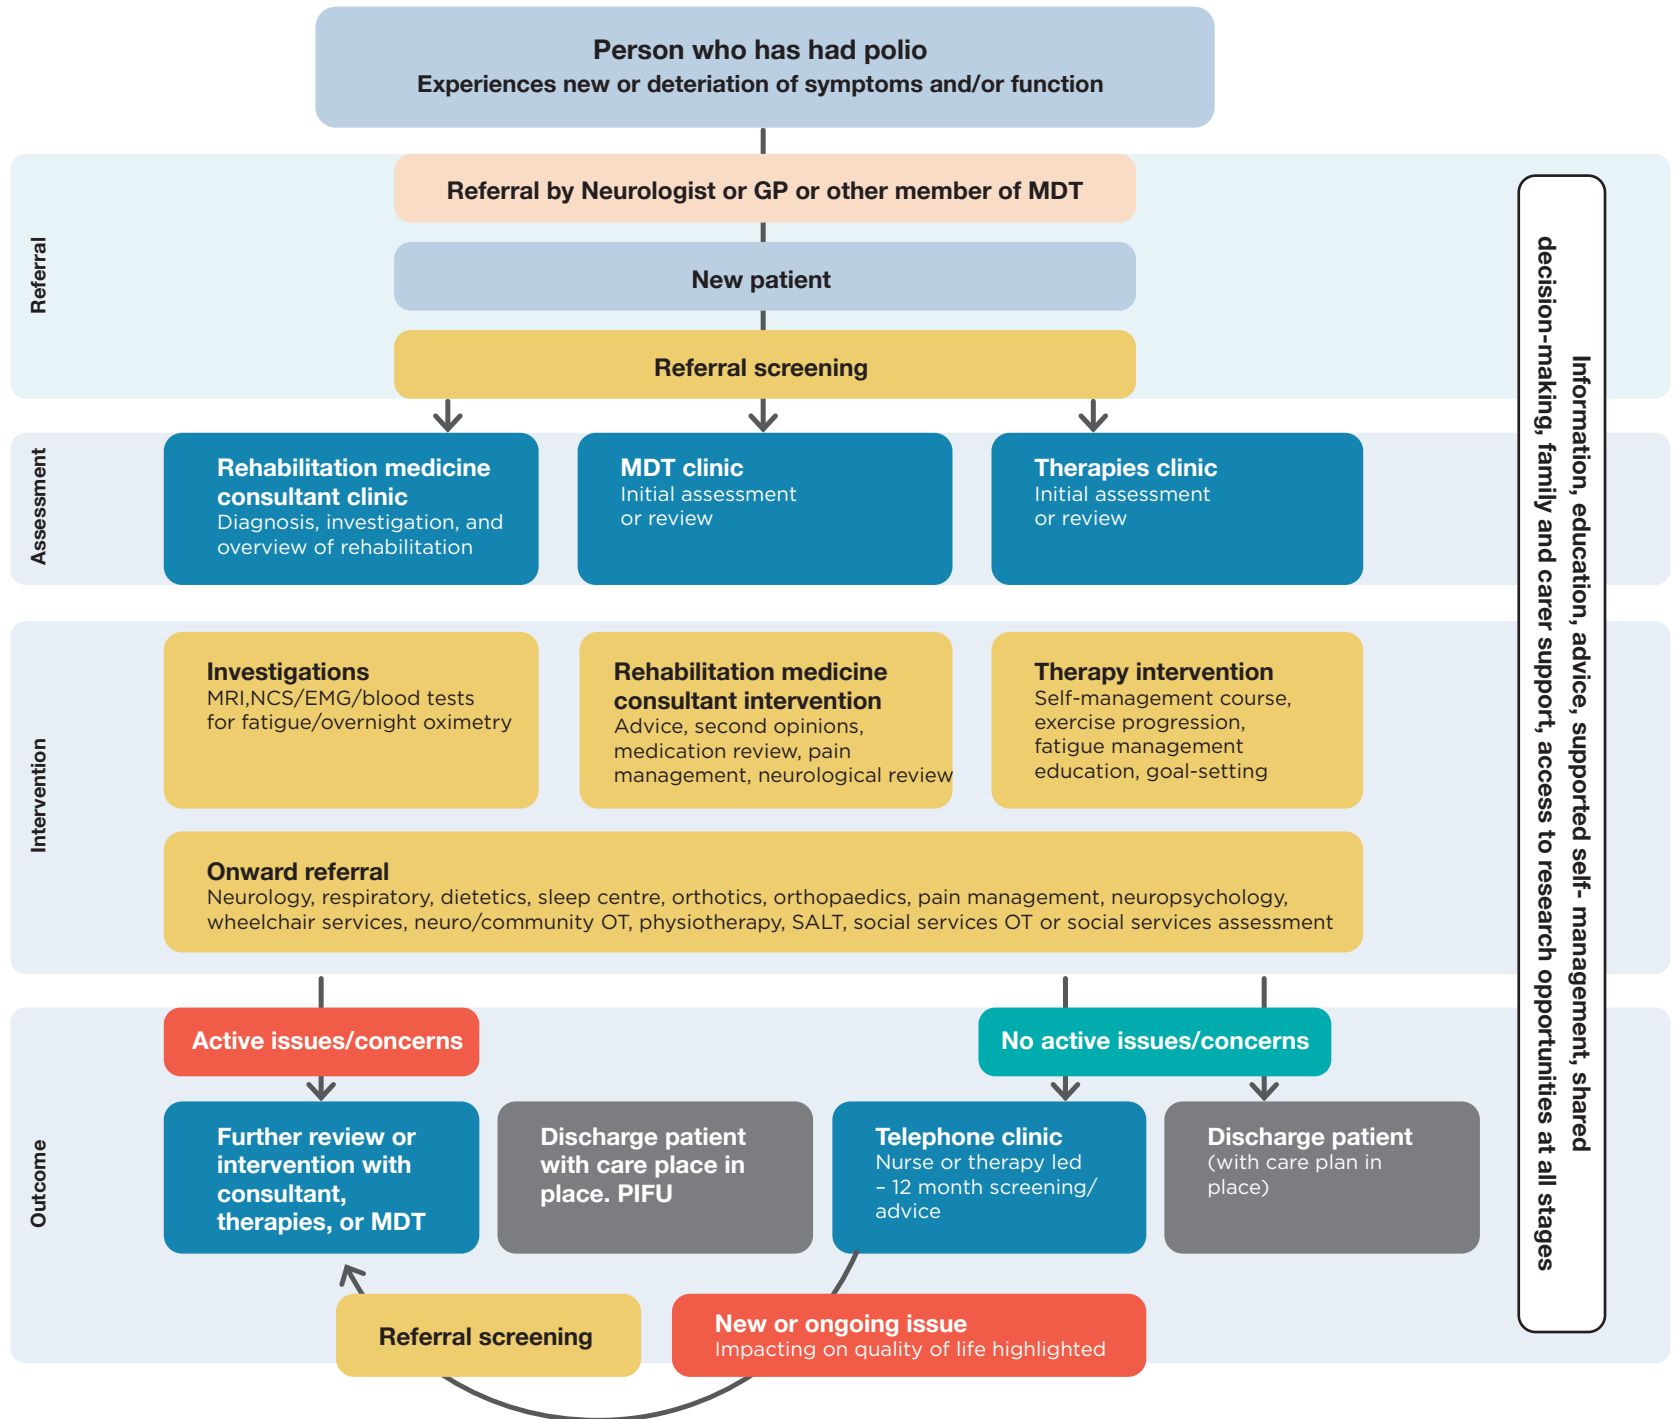 Person who has had polio
Experiences new or deteriation of symptoms and/or function
Referral
Referral by Neurologist or GP or other member of MDT
New patient
Referral screening
Assessment
Rehabilitation medicine
consultant clinic
Diagnosis, investigation, and
overview of rehabilitation
MDT clinic
Initial assessment
or review
Therapies clinic
Initial assessment
or review
Intervention
Investigations
MRI,NCS/EMG/blood tests
for fatigue/overnight oximetry
Rehabilitation medicine
consultant intervention
Advice, second opinions,
medication review, pain
management, neurological review
Therapy intervention
Self-management course,
exercise progression,
fatigue management
education, goal-setting
Onward referral
Neurology, respiratory, dietetics, sleep centre, orthotics, orthopaedics, pain management, neuropsychology,
wheelchair services, neuro/community OT, physiotherapy, SALT, social services OT or social services assessment
Outcome
Active issues/concerns
No active issues/concerns
Further review or
intervention with
consultant,
therapies, or MDT
Discharge patient
with care place in
place. PIFU
Telephone clinic
Nurse or therapy led
– 12 month screening/
advice
Discharge patient
(with care plan in
place)
Referral screening
New or ongoing issue
Impacting on quality of life highlighted
Information, education, advice, supported self- management, shared
decision-making, family and carer support, access to research opportunities at all stages